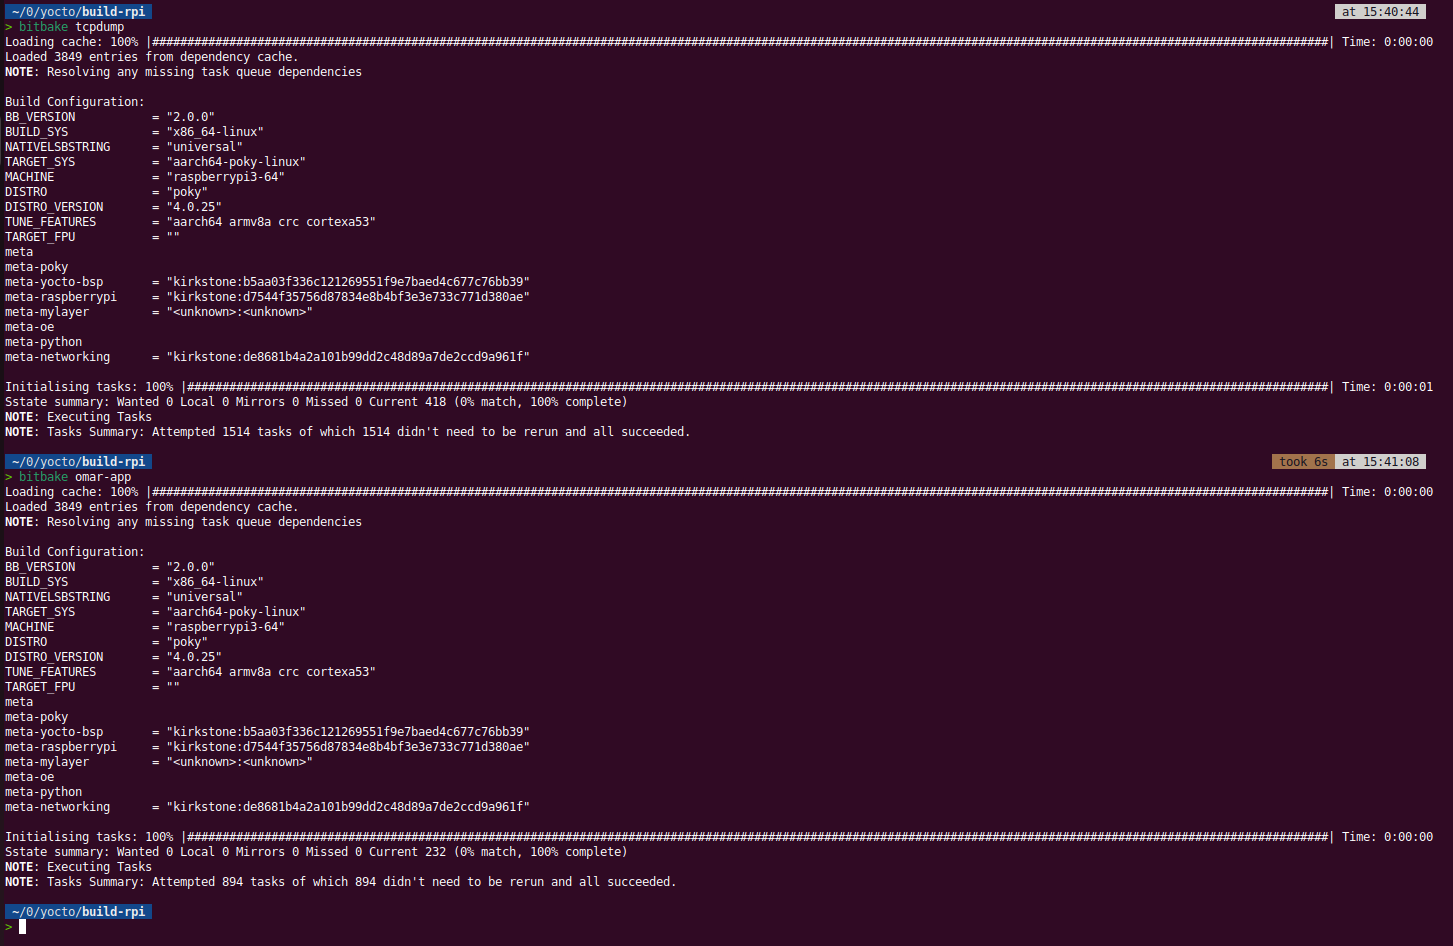 ~/0/yocto/build-rpi at 15:40:44
> bitbake tcpdump
Loading cache: 100% |########################################################################################################################################################################| Time: 0:00:00
Loaded 3849 entries from dependency cache.
NOTE: Resolving any missing task queue dependencies
Build Configuration:
BB_VERSION           = "2.0.0"
BUILD_SYS            = "x86_64-linux"
NATIVELSBSTRING      = "universal"
TARGET_SYS           = "aarch64-poky-linux"
MACHINE              = "raspberrypi3-64"
DISTRO               = "poky"
DISTRO_VERSION       = "4.0.25"
TUNE_FEATURES        = "aarch64 armv8a crc cortexa53"
TARGET_FPU           = ""
meta
meta-poky
meta-yocto-bsp       = "kirkstone:b5aa03f336c121269551f9e7baed4c677c76bb39"
meta-raspberrypi     = "kirkstone:d7544f35756d87834e8b4bf3e3e733c771d380ae"
meta-mylayer         = "<unknown>:<unknown>"
meta-oe
meta-python
meta-networking      = "kirkstone:de8681b4a2a101b99dd2c48d89a7de2ccd9a961f"
Initialising tasks: 100% |###################################################################################################################################################################| Time: 0:00:01
Sstate summary: Wanted 0 Local 0 Mirrors 0 Missed 0 Current 418 (0% match, 100% complete)
NOTE: Executing Tasks
NOTE: Tasks Summary: Attempted 1514 tasks of which 1514 didn't need to be rerun and all succeeded.
~/0/yocto/build-rpi took 6s at 15:41:08
> bitbake omar-app
Loading cache: 100% |########################################################################################################################################################################| Time: 0:00:00
Loaded 3849 entries from dependency cache.
NOTE: Resolving any missing task queue dependencies
Build Configuration:
BB_VERSION           = "2.0.0"
BUILD_SYS            = "x86_64-linux"
NATIVELSBSTRING      = "universal"
TARGET_SYS           = "aarch64-poky-linux"
MACHINE              = "raspberrypi3-64"
DISTRO               = "poky"
DISTRO_VERSION       = "4.0.25"
TUNE_FEATURES        = "aarch64 armv8a crc cortexa53"
TARGET_FPU           = ""
meta
meta-poky
meta-yocto-bsp       = "kirkstone:b5aa03f336c121269551f9e7baed4c677c76bb39"
meta-raspberrypi     = "kirkstone:d7544f35756d87834e8b4bf3e3e733c771d380ae"
meta-mylayer         = "<unknown>:<unknown>"
meta-oe
meta-python
meta-networking      = "kirkstone:de8681b4a2a101b99dd2c48d89a7de2ccd9a961f"
Initialising tasks: 100% |###################################################################################################################################################################| Time: 0:00:00
Sstate summary: Wanted 0 Local 0 Mirrors 0 Missed 0 Current 232 (0% match, 100% complete)
NOTE: Executing Tasks
NOTE: Tasks Summary: Attempted 894 tasks of which 894 didn't need to be rerun and all succeeded.
~/0/yocto/build-rpi
>